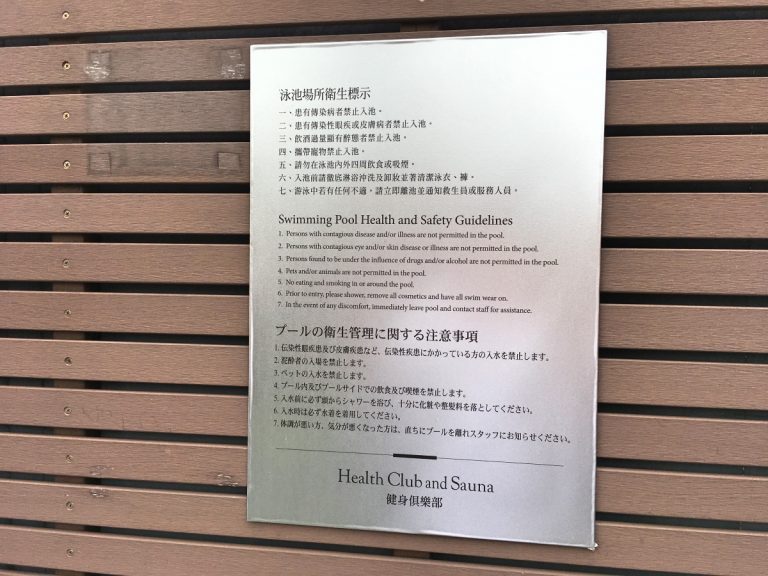 泳池場所衛生標示
一、患有傳染病者禁止入池。
二、患有傳染性眼疾或皮膚病者禁止入池。
三、飲酒過量顯有醉態者禁止入池。
四、攜帶寵物禁止入池。
五、請勿在泳池內外四周飲食或吸煙。
六、入池前請徹底淋浴沖洗及卸妝並著清潔泳衣、褲。
七、游泳中若有任何不適，請立即離池並通知救生員或服務人員。
Swimming Pool Health and Safety Guidelines
1. Persons with contagious disease and/or illness are not permitted in the pool.
2. Persons with contagious eye and/or skin disease or illness are not permitted in the pool.
3. Persons found to be under the influence of drugs and/or alcohol are not permitted in the pool.
4. Pets and/or animals are not permitted in the pool.
5. No eating and smoking in or around the pool.
6. Prior to entry, please shower, remove all cosmetics and have all swim wear on.
7. In the event of any discomfort, immediately leave pool and contact staff for assistance.
プールの衛生管理に関する注意事項
1. 伝染性眼疾患及び皮膚疾患など、伝染性疾患にかかっている方の入水を禁止します。
2. 泥酔者の入場を禁止します。
3. ペットの入水を禁止します。
4. プール内及びプールサイドでの飲食及び喫煙を禁止します。
5. 入水前に必ず頭からシャワーを浴び、十分に化粧や整髪料を落としてください。
6. 入水時は必ず水着を着用してください。
7. 体調が悪い方、気分が悪くなった方は、直ちにプールを離れスタッフにお知らせください。
Health Club and Sauna
健身俱樂部